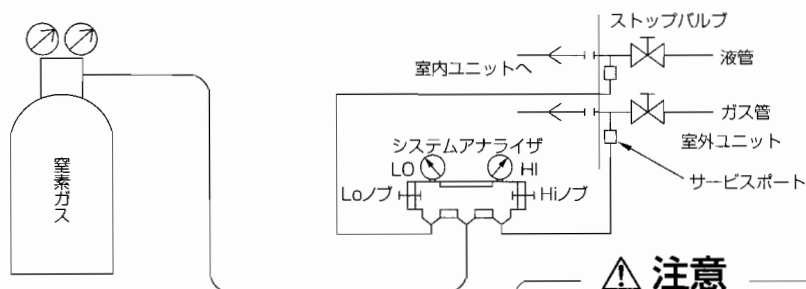 ストップバルブ
液管
室内ユニットへ
ガス管
システムアナライザ
室外ユニット
LO
HI
サービスポート
Loノブ
Hiノブ
窒素ガス
注意